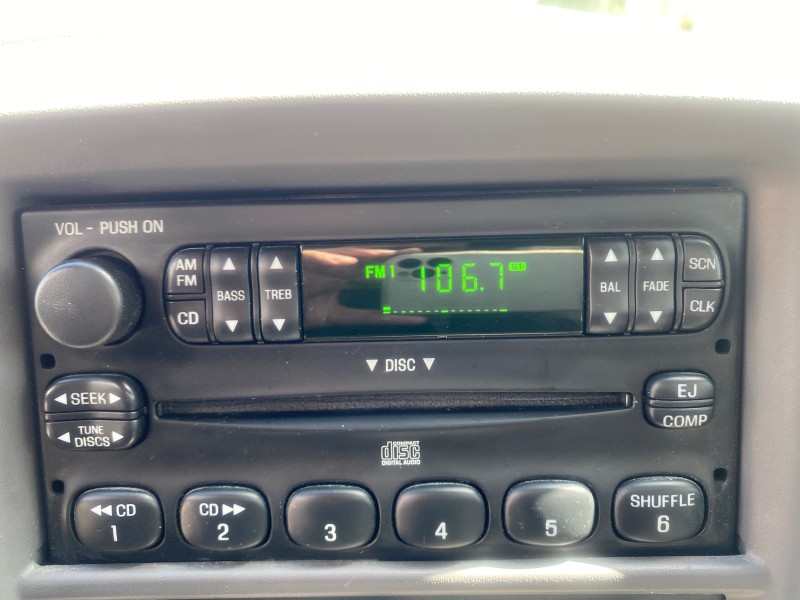 VOL - PUSH ON
AM
FM
BASS
TREB
FM1 106.7 ST
BAL
FADE
SCN
CD
CLK
▼ DISC ▼
◀ SEEK ▶
EJ
TUNE
DISCS
COMP
COMPACT
disc
DIGITAL AUDIO
◀◀ CD
1
CD ▶▶
2
3
4
5
SHUFFLE
6